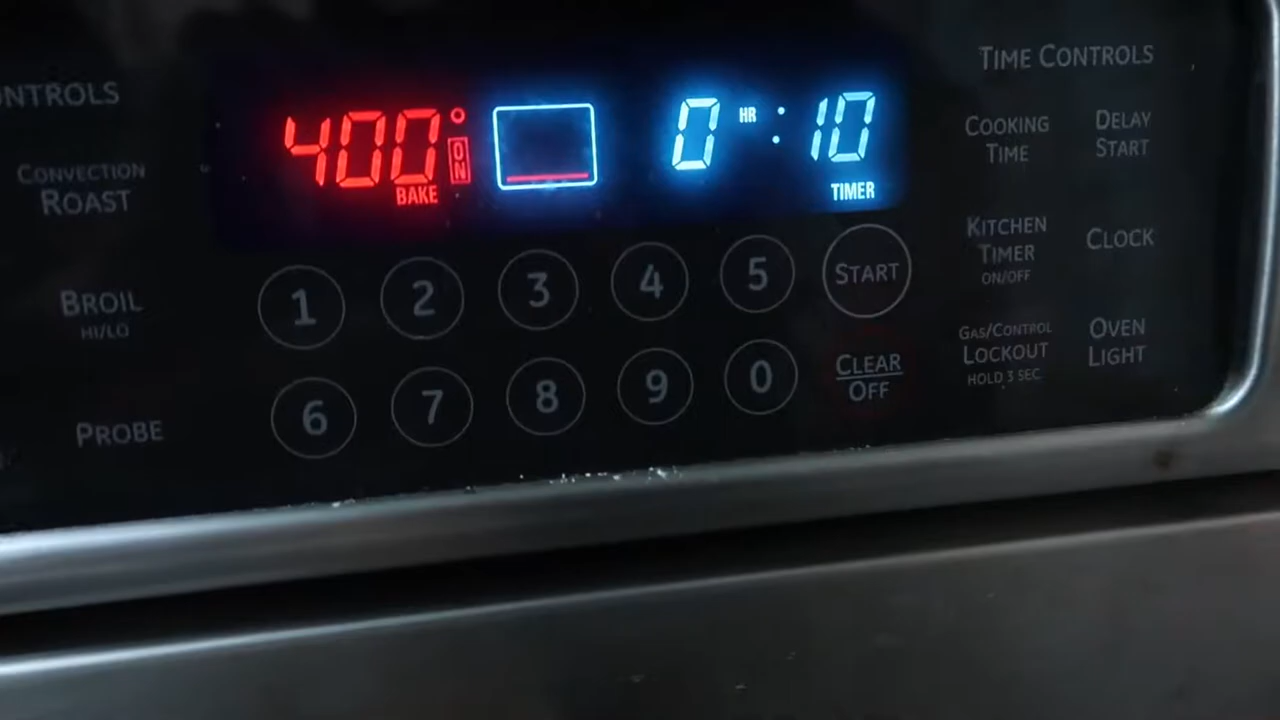 TIME CONTROLS
ONTROLS
400° ON
BAKE
0 HR : 10
TIMER
CONVECTION
ROAST
BROIL
HI/LO
PROBE
1 2 3 4 5 START
6 7 8 9 0 CLEAR
OFF
COOKING
TIME
DELAY
START
KITCHEN
TIMER
ON/OFF
CLOCK
GAS/CONTROL
LOCKOUT
HOLD 3 SEC
OVEN
LIGHT